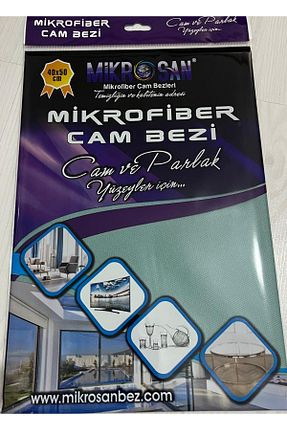 MİKROFİBER
CAM BEZİ
Cam ve Parlak
Yüzeyler için...
40x50
cm
MİKROSAN
Mikrofiber Cam Bezleri
Temizliğin ve kalitenin adresi
MİKROFİBER
CAM BEZİ
Cam ve Parlak
Yüzeyler için...
www.mikrosanbez.com